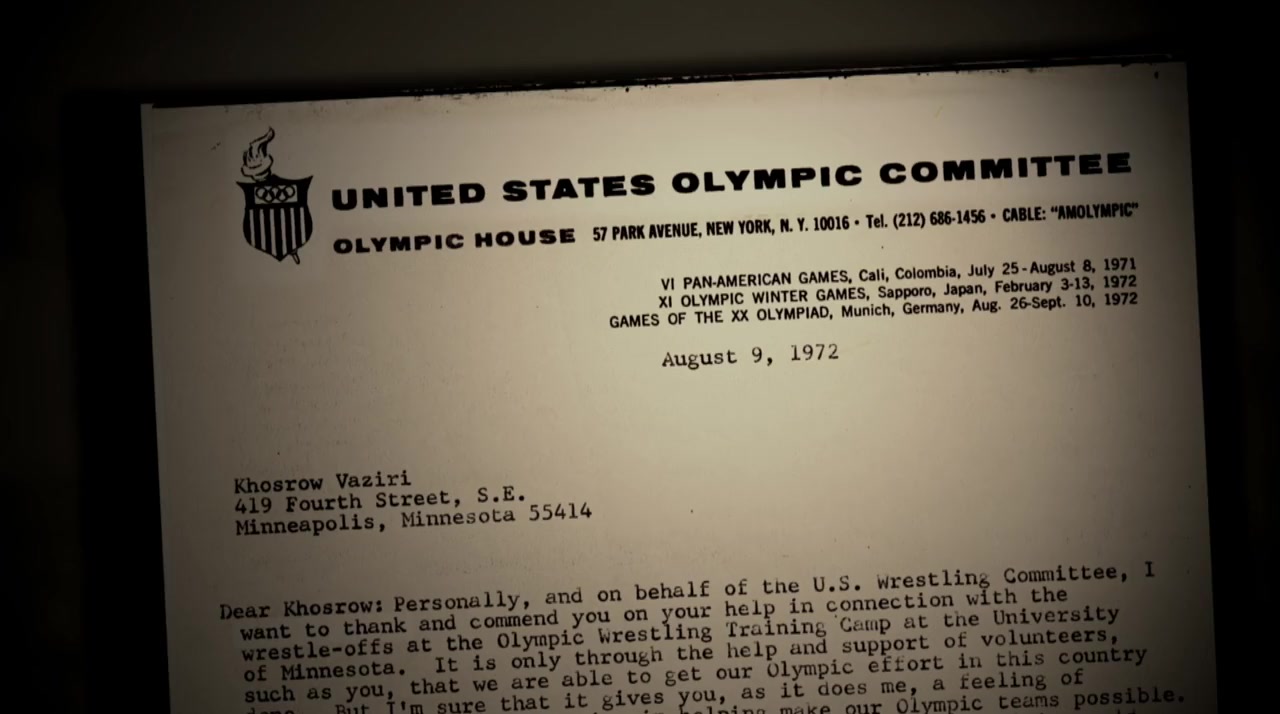 UNITED STATES OLYMPIC COMMITTEE
OLYMPIC HOUSE 57 PARK AVENUE, NEW YORK, N. Y. 10016 • Tel. (212) 686-1456 • CABLE: "AMOLYMPIC"
VI PAN-AMERICAN GAMES, Cali, Colombia, July 25-August 8, 1971
XI OLYMPIC WINTER GAMES, Sapporo, Japan, February 3-13, 1972
GAMES OF THE XX OLYMPIAD, Munich, Germany, Aug. 26-Sept. 10, 1972
August 9, 1972
Khosrow Vaziri
419 Fourth Street, S.E.
Minneapolis, Minnesota 55414
Dear Khosrow: Personally, and on behalf of the U.S. Wrestling Committee, I
want to thank and commend you on your help in connection with the
wrestle-offs at the Olympic Wrestling Training Camp at the University
of Minnesota. It is only through the help and support of volunteers,
such as you, that we are able to get our Olympic effort in this country
But I'm sure that it gives you, as it does me, a feeling of
helping make our Olympic teams possible.